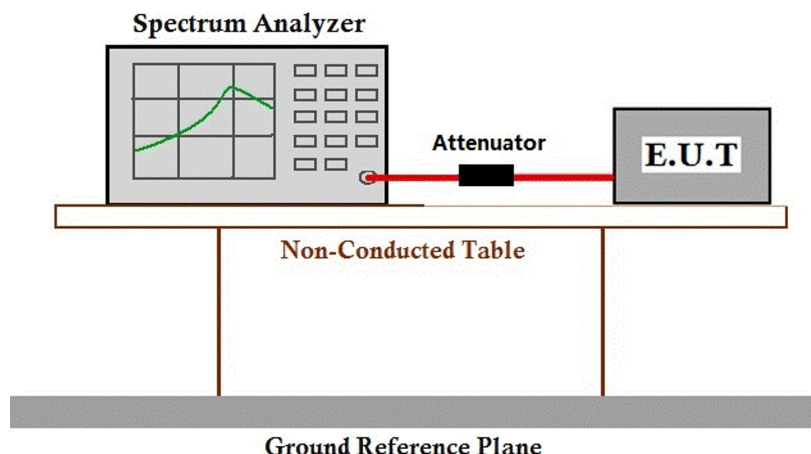 Spectrum Analyzer
Attenuator
E.U.T
Non-Conducted Table
Ground Reference Plane